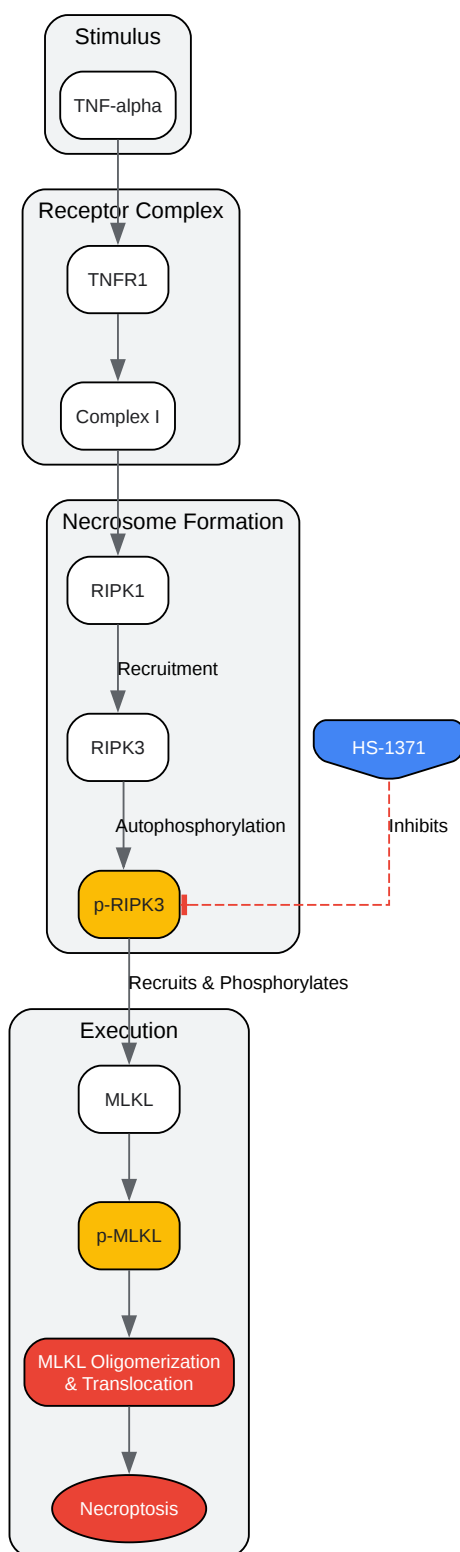 Stimulus
TNF-alpha
Receptor Complex
TNFR1
Complex I
Necrosome Formation
RIPK1
Recruitment
RIPK3
HS-1371
Autophosphorylation
Inhibits
p-RIPK3
Recruits & Phosphorylates
Execution
MLKL
p-MLKL
MLKL Oligomerization
& Translocation
Necroptosis